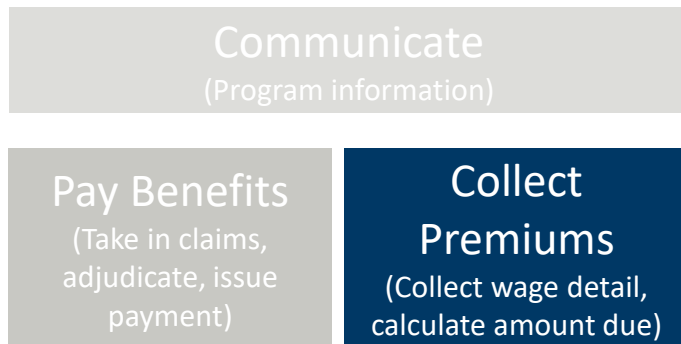 Communicate
(Program information)
Pay Benefits
(Take in claims,
adjudicate, issue
payment)
Collect
Premiums
(Collect wage detail,
calculate amount due)